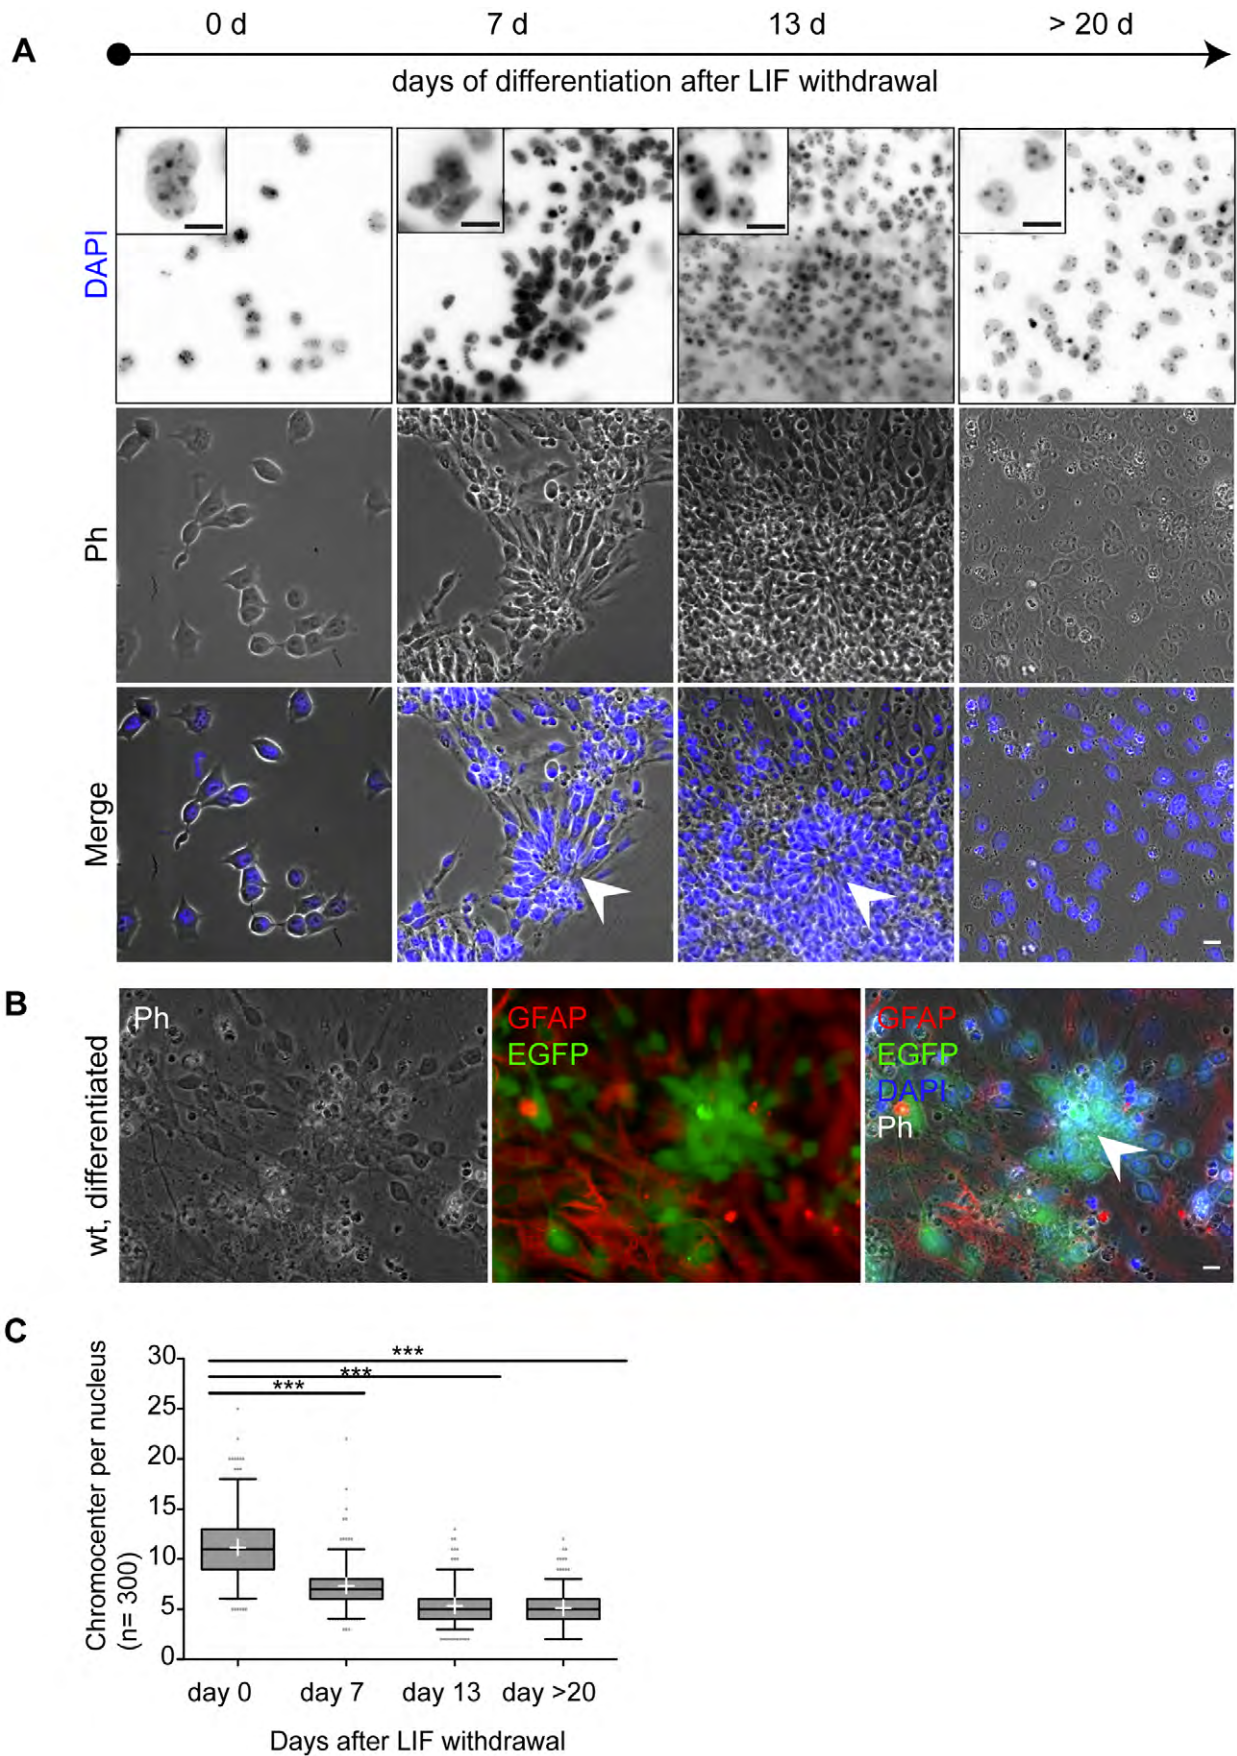 0 d 7 d 13 d > 20 d
A
days of differentiation after LIF withdrawal
DAPI
Ph
Merge
B
wt, differentiated
Ph
GFAP
EGFP
GFAP
EGFP
DAPI
Ph
C
Chromocenter per nucleus
(n= 300)
30
25
20
15
10
5
0
***
***
***
day 0 day 7 day 13 day >20
Days after LIF withdrawal